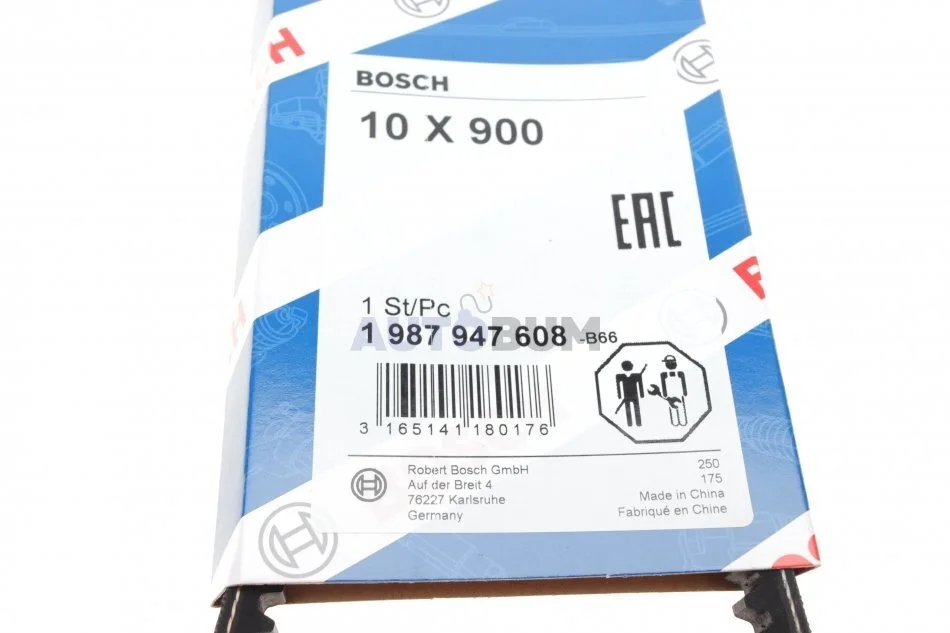 BOSCH
10 X 900
EAC
1 St/Pc
AUTOBUM
1 987 947 608 -B66
3 165141 180176
Robert Bosch GmbH
Auf der Breit 4
76227 Karlsruhe
Germany
250
175
Made in China
Fabriqué en Chine